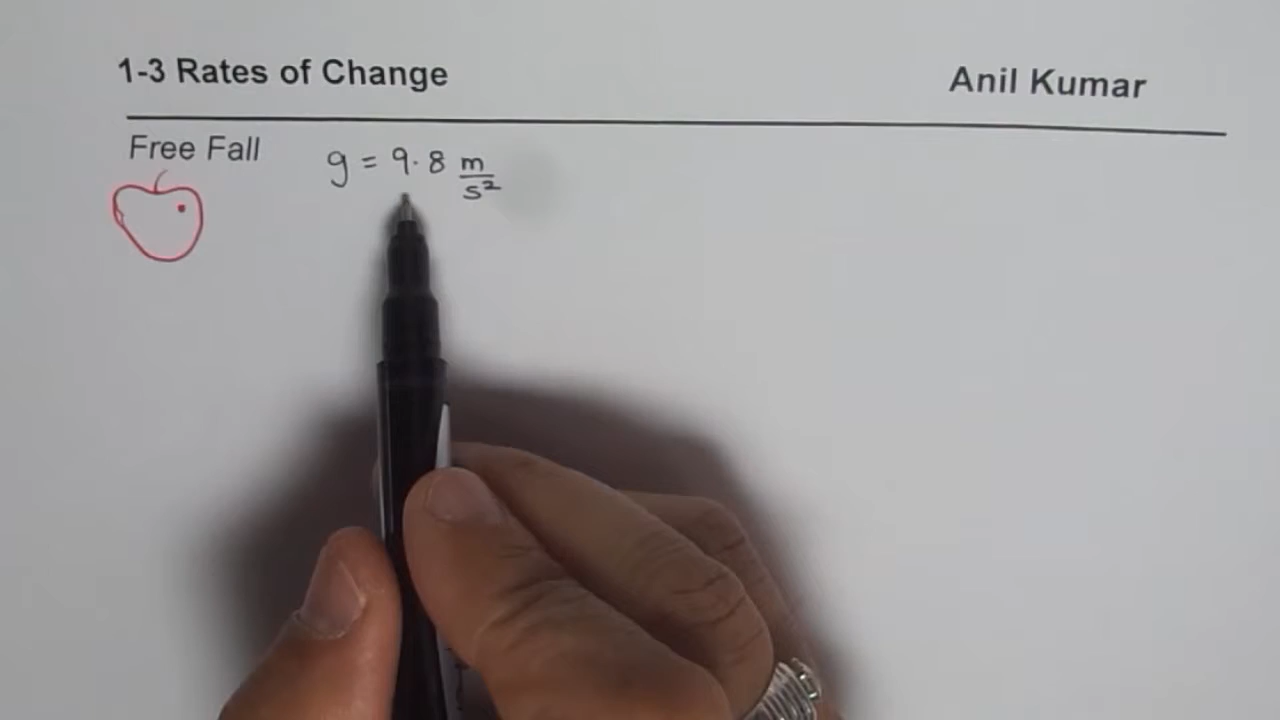 1-3 Rates of Change Anil Kumar
Free Fall g = 9.8 m/s²